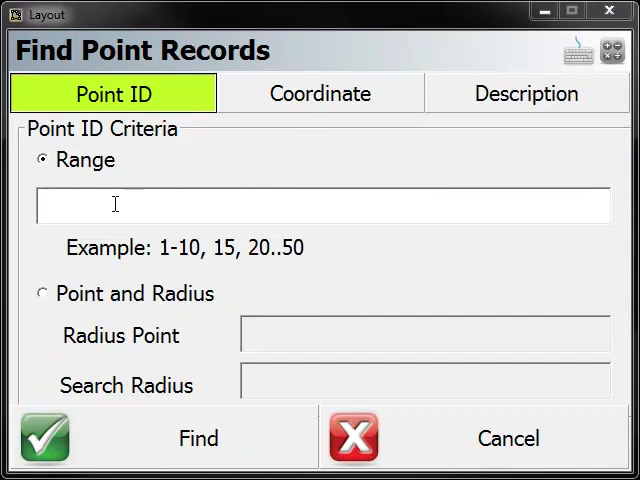 Layout
Find Point Records
Point ID
Coordinate
Description
Point ID Criteria
Range
Example: 1-10, 15, 20..50
Point and Radius
Radius Point
Search Radius
Find
Cancel